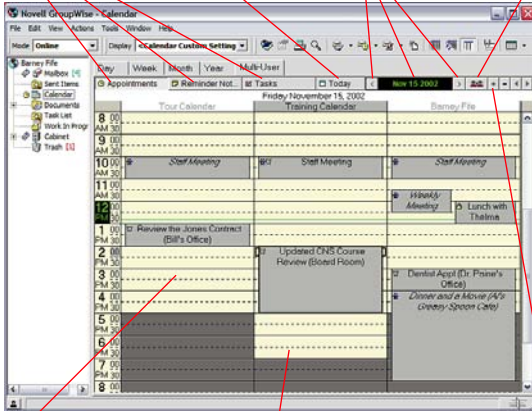 Novell GroupWise - Calendar
File Edit View Actions Tools Window Help
Mode Online Display <Calendar Custom Setting
Barney Fife
Mailbox [4]
Sent Items
Calendar
Documents
Task List
Work In Progr
Cabinet
Trash
Day Week Month Year Multi-User
Appointments Reminder Not... Tasks Today Nov 15 2002
Friday November 15, 2002
Tour Calendar Training Calendar Barney Fife
8 00
AM 30
9 00
AM 30
10 00 Staff Meeting Staff Meeting Staff Meeting
AM 30
11 00
AM 30 Weekly
12 00 Meeting Lunch with
PM 30 Thelma
1 00 Review the Jones Contract
PM 30 (Bill's Office)
2 00 Updated CNS Course
PM 30 Review (Board Room)
3 00 Dentist Appt (Dr. Paine's
PM 30 Office)
4 00 Dinner and a Movie (Al's
PM 30 Greasy Spoon Cafe)
5 00
PM 30
6 00
PM 30
7 00
PM 30
8 00